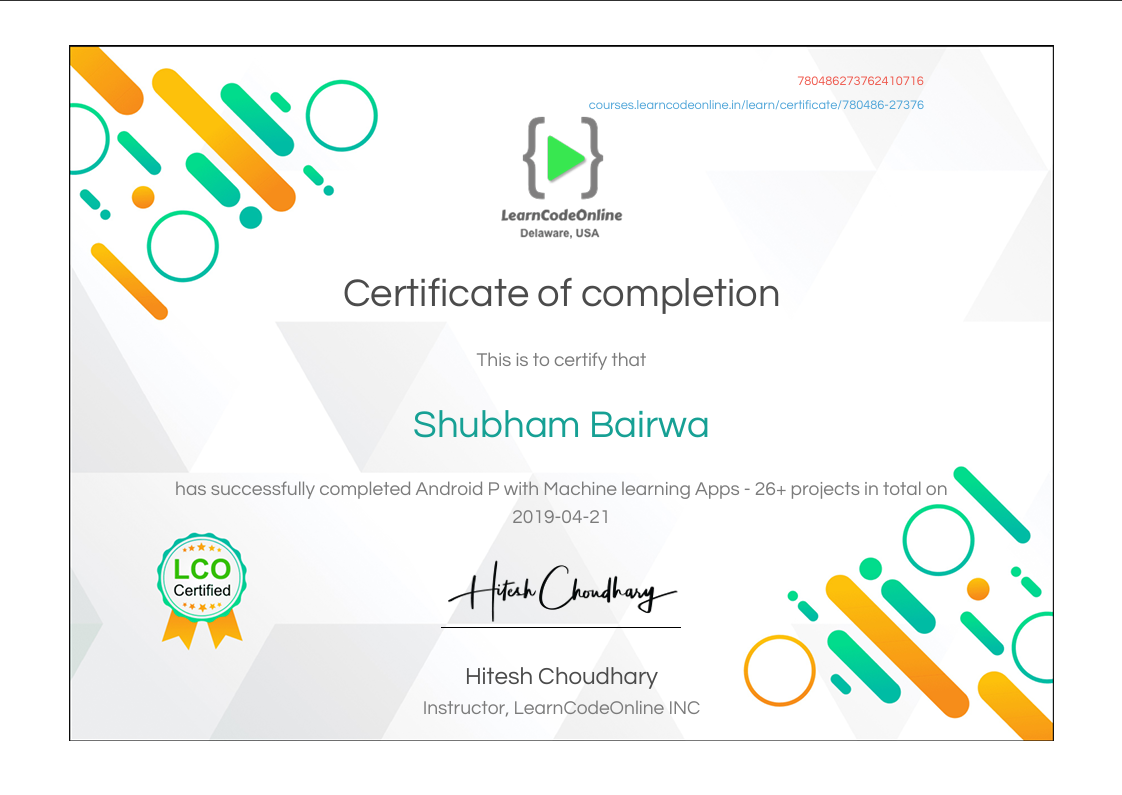 780486273762410716
courses.learncodeonline.in/learn/certificate/780486-27376
LearnCodeOnline
Delaware, USA
Certificate of completion
This is to certify that
Shubham Bairwa
has successfully completed Android P with Machine learning Apps - 26+ projects in total on
2019-04-21
LCO
Certified
Hitesh Choudhary
Hitesh Choudhary
Instructor, LearnCodeOnline INC